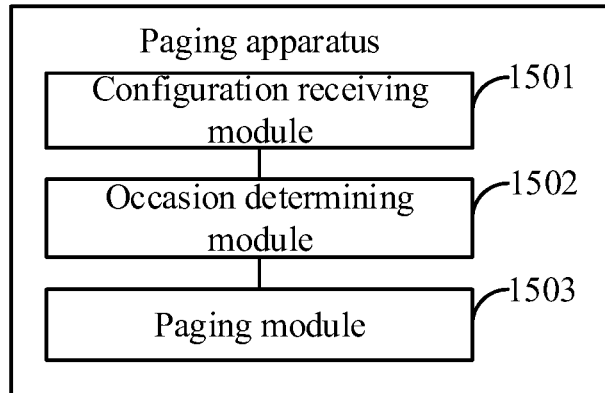 Paging apparatus
Configuration receiving
module
1501
Occasion determining
module
1502
Paging module
1503